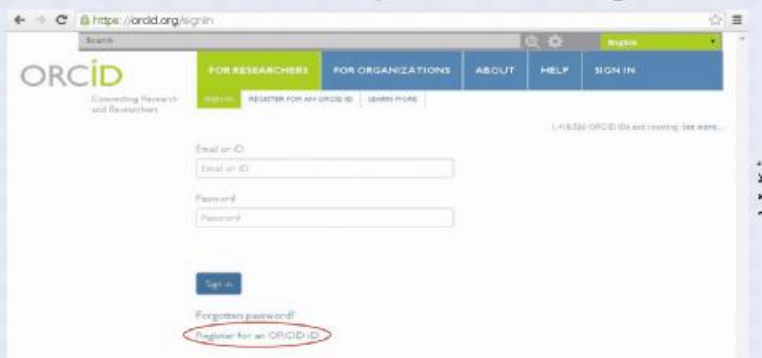 https://orcid.org/signin
Search
English
ORCID
Connecting Research
and Researchers
FOR RESEARCHERS
FOR ORGANIZATIONS
ABOUT
HELP
SIGN IN
SIGN IN
REGISTER FOR AN ORCID ID
LEARN MORE
ORCID iDs and counting. See more...
Email or iD
Email or iD
Password
Password
Sign in
Forgotten password?
Register for an ORCID iD